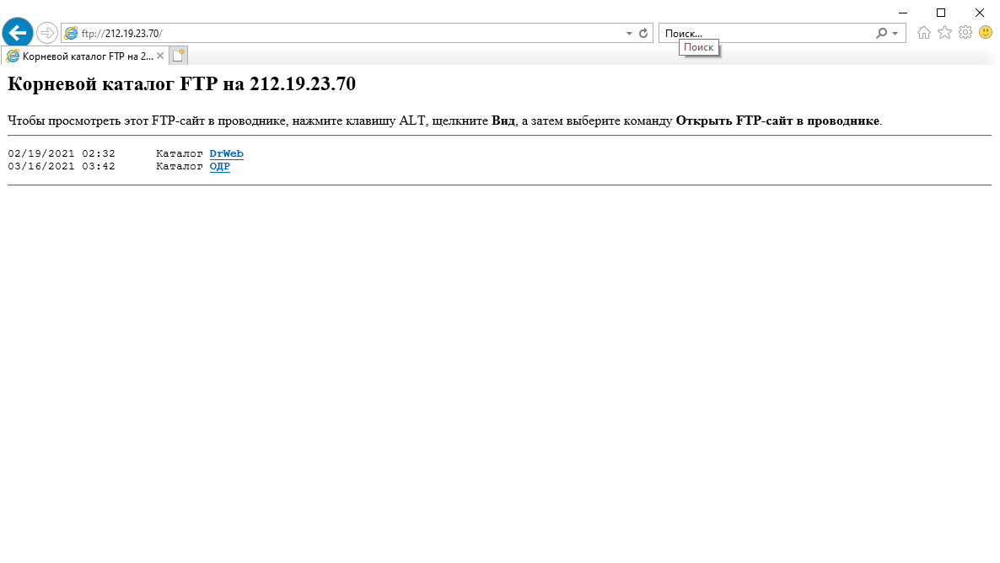 ftp://212.19.23.70/
Поиск...
Поиск
Корневой каталог FTP на 2...
Корневой каталог FTP на 212.19.23.70
Чтобы просмотреть этот FTP-сайт в проводнике, нажмите клавишу ALT, щелкните Вид, а затем выберите команду Открыть FTP-сайт в проводнике.
02/19/2021 02:32 Каталог DrWeb
03/16/2021 03:42 Каталог ОДР